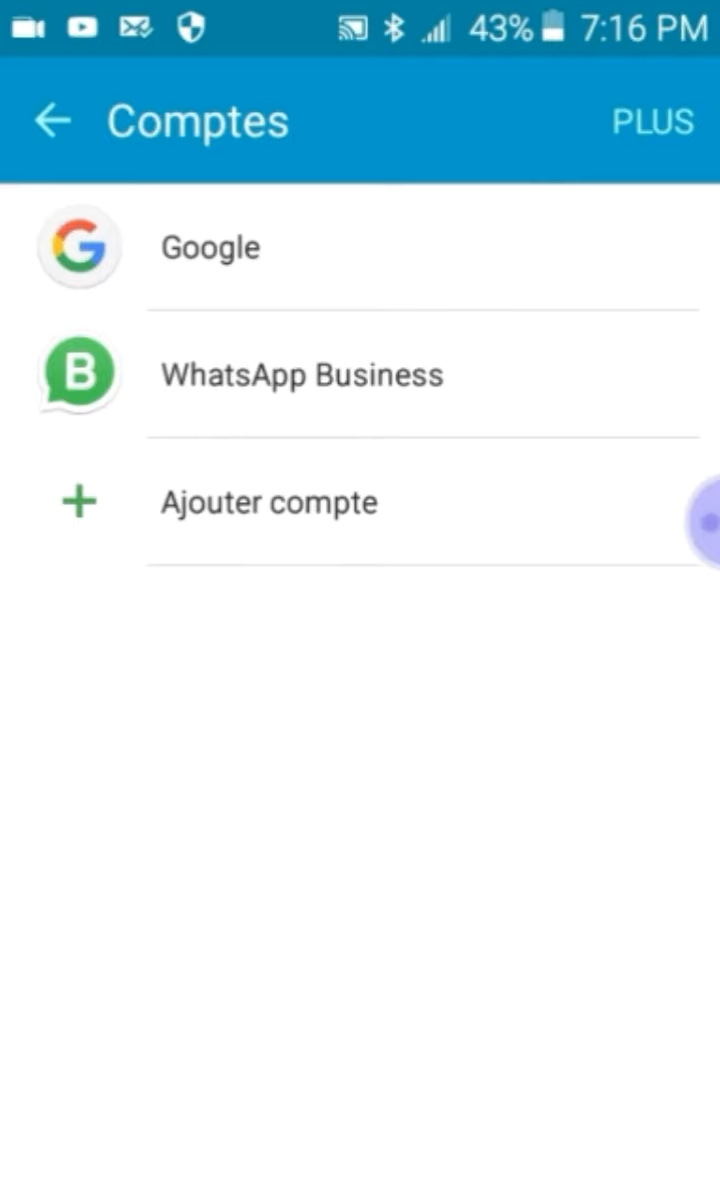 43% 7:16 PM
Comptes PLUS
Google
B WhatsApp Business
Ajouter compte